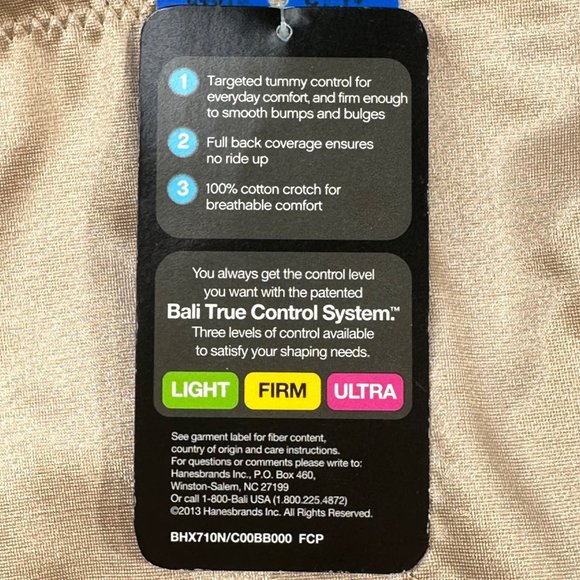 1 Targeted tummy control for
everyday comfort, and firm enough
to smooth bumps and bulges
2 Full back coverage ensures
no ride up
3 100% cotton crotch for
breathable comfort
You always get the control level
you want with the patented
Bali True Control System.™
Three levels of control available
to satisfy your shaping needs.
LIGHT FIRM ULTRA
See garment label for fiber content,
country of origin and care instructions.
For questions or comments please write to:
Hanesbrands Inc., P.O. Box 460,
Winston-Salem, NC 27199
Or call 1-800-Bali USA (1.800.225.4872)
©2013 Hanesbrands Inc. All Rights Reserved.
BHX710N/C00BB000 FCP